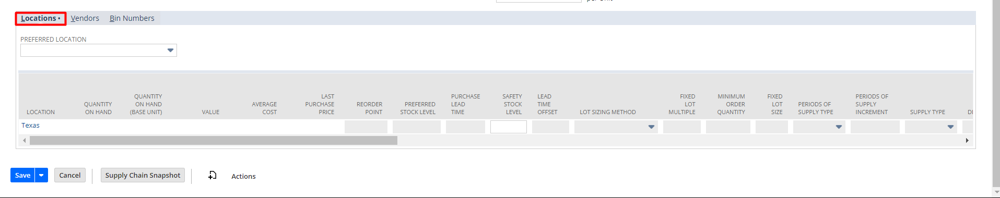 Locations •
Vendors
Bin Numbers
PREFERRED LOCATION
LOCATION
QUANTITY
ON HAND
QUANTITY
ON HAND
(BASE UNIT)
VALUE
AVERAGE
COST
LAST
PURCHASE
PRICE
REORDER
POINT
PREFERRED
STOCK LEVEL
PURCHASE
LEAD
TIME
SAFETY
STOCK
LEVEL
LEAD
TIME
OFFSET
LOT SIZING METHOD
FIXED
LOT
MULTIPLE
MINIMUM
ORDER
QUANTITY
FIXED
LOT
SIZE
PERIODS OF
SUPPLY TYPE
PERIODS OF
SUPPLY
INCREMENT
SUPPLY TYPE
Texas
Save
Cancel
Supply Chain Snapshot
Actions